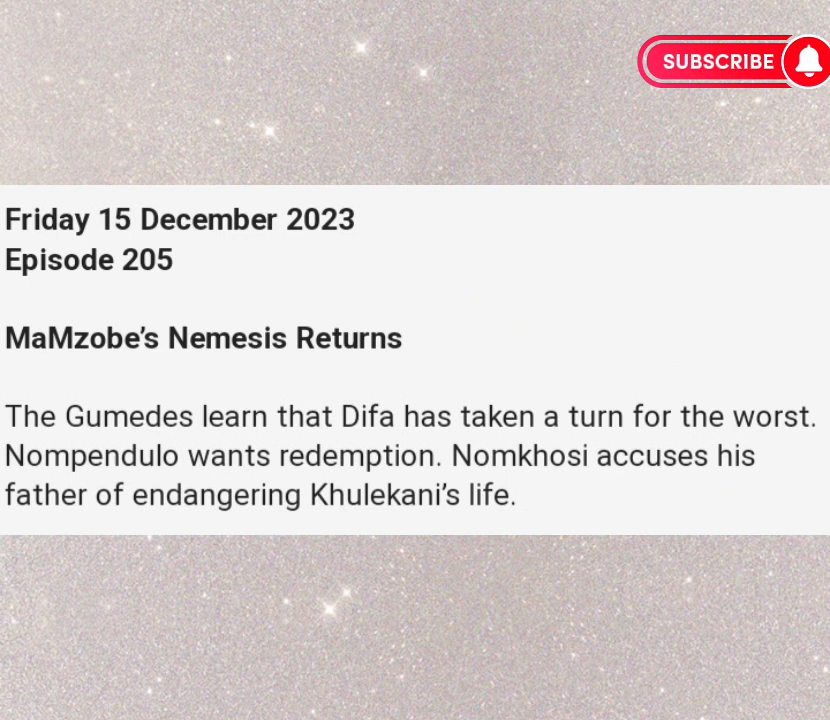 SUBSCRIBE
Friday 15 December 2023
Episode 205
MaMzobe’s Nemesis Returns
The Gumedes learn that Difa has taken a turn for the worst.
Nompendulo wants redemption. Nomkhosi accuses his
father of endangering Khulekani’s life.